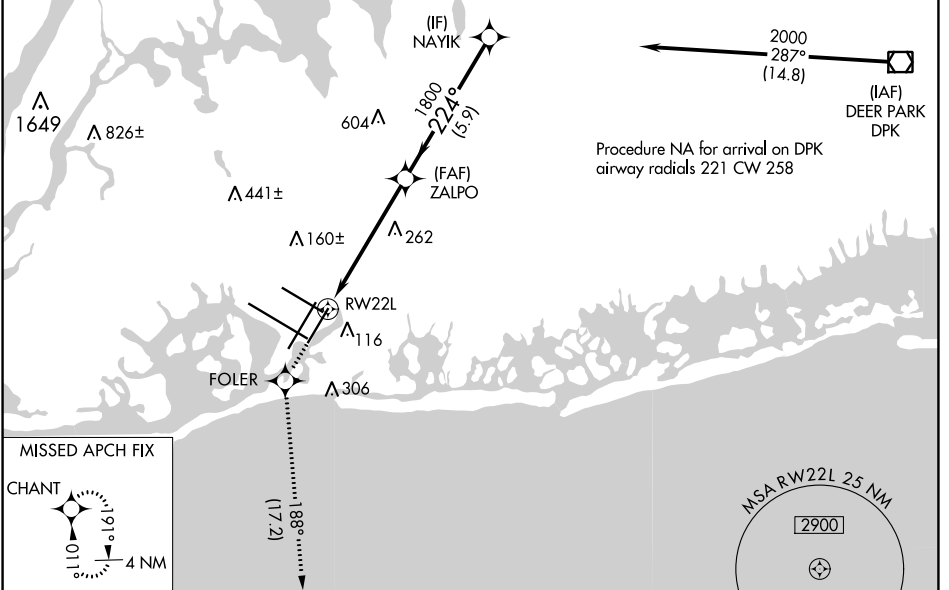 (IF)
NAYIK
2000
287°
(14.8)
(IAF)
DEER PARK
DPK
1649
826±
604
1800
224°
(5.9)
Procedure NA for arrival on DPK
airway radials 221 CW 258
(FAF)
ZALPO
441±
160±
262
RW22L
116
FOLER
306
MISSED APCH FIX
CHANT
191°
011°
4 NM
188°
(17.2)
MSA RW22L 25 NM
2900